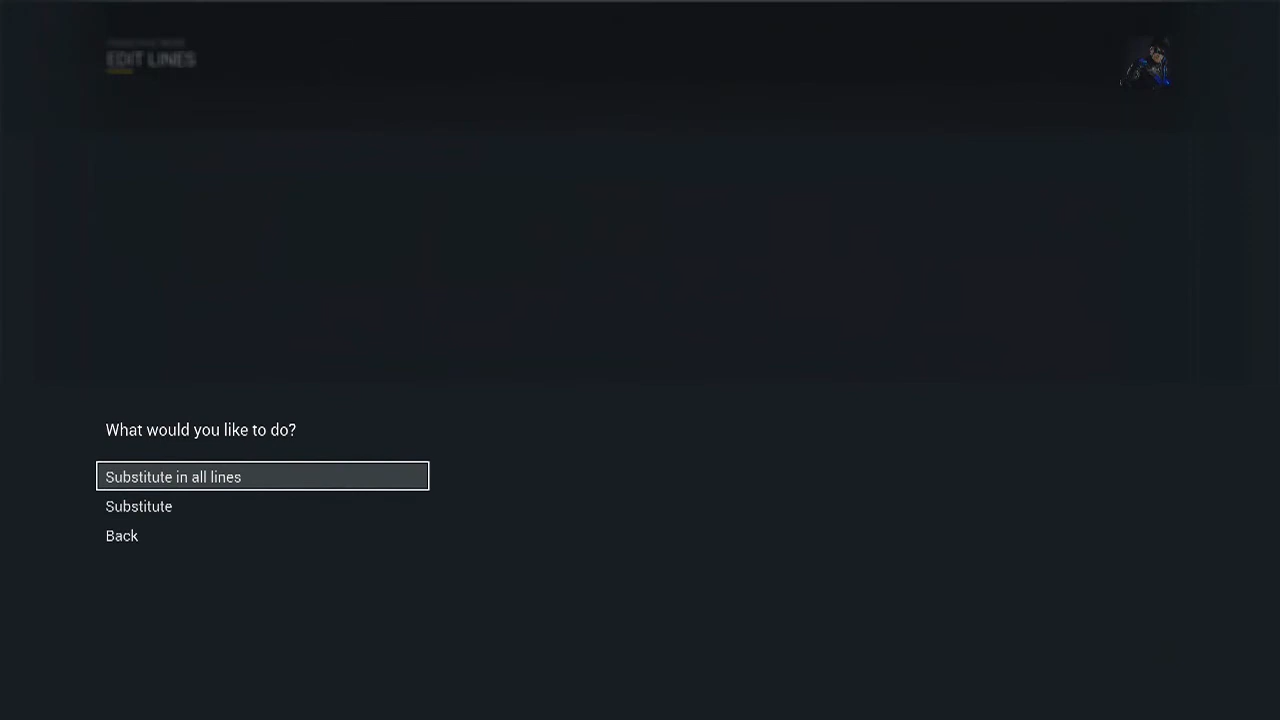 EDIT LINES
What would you like to do?
Substitute in all lines
Substitute
Back